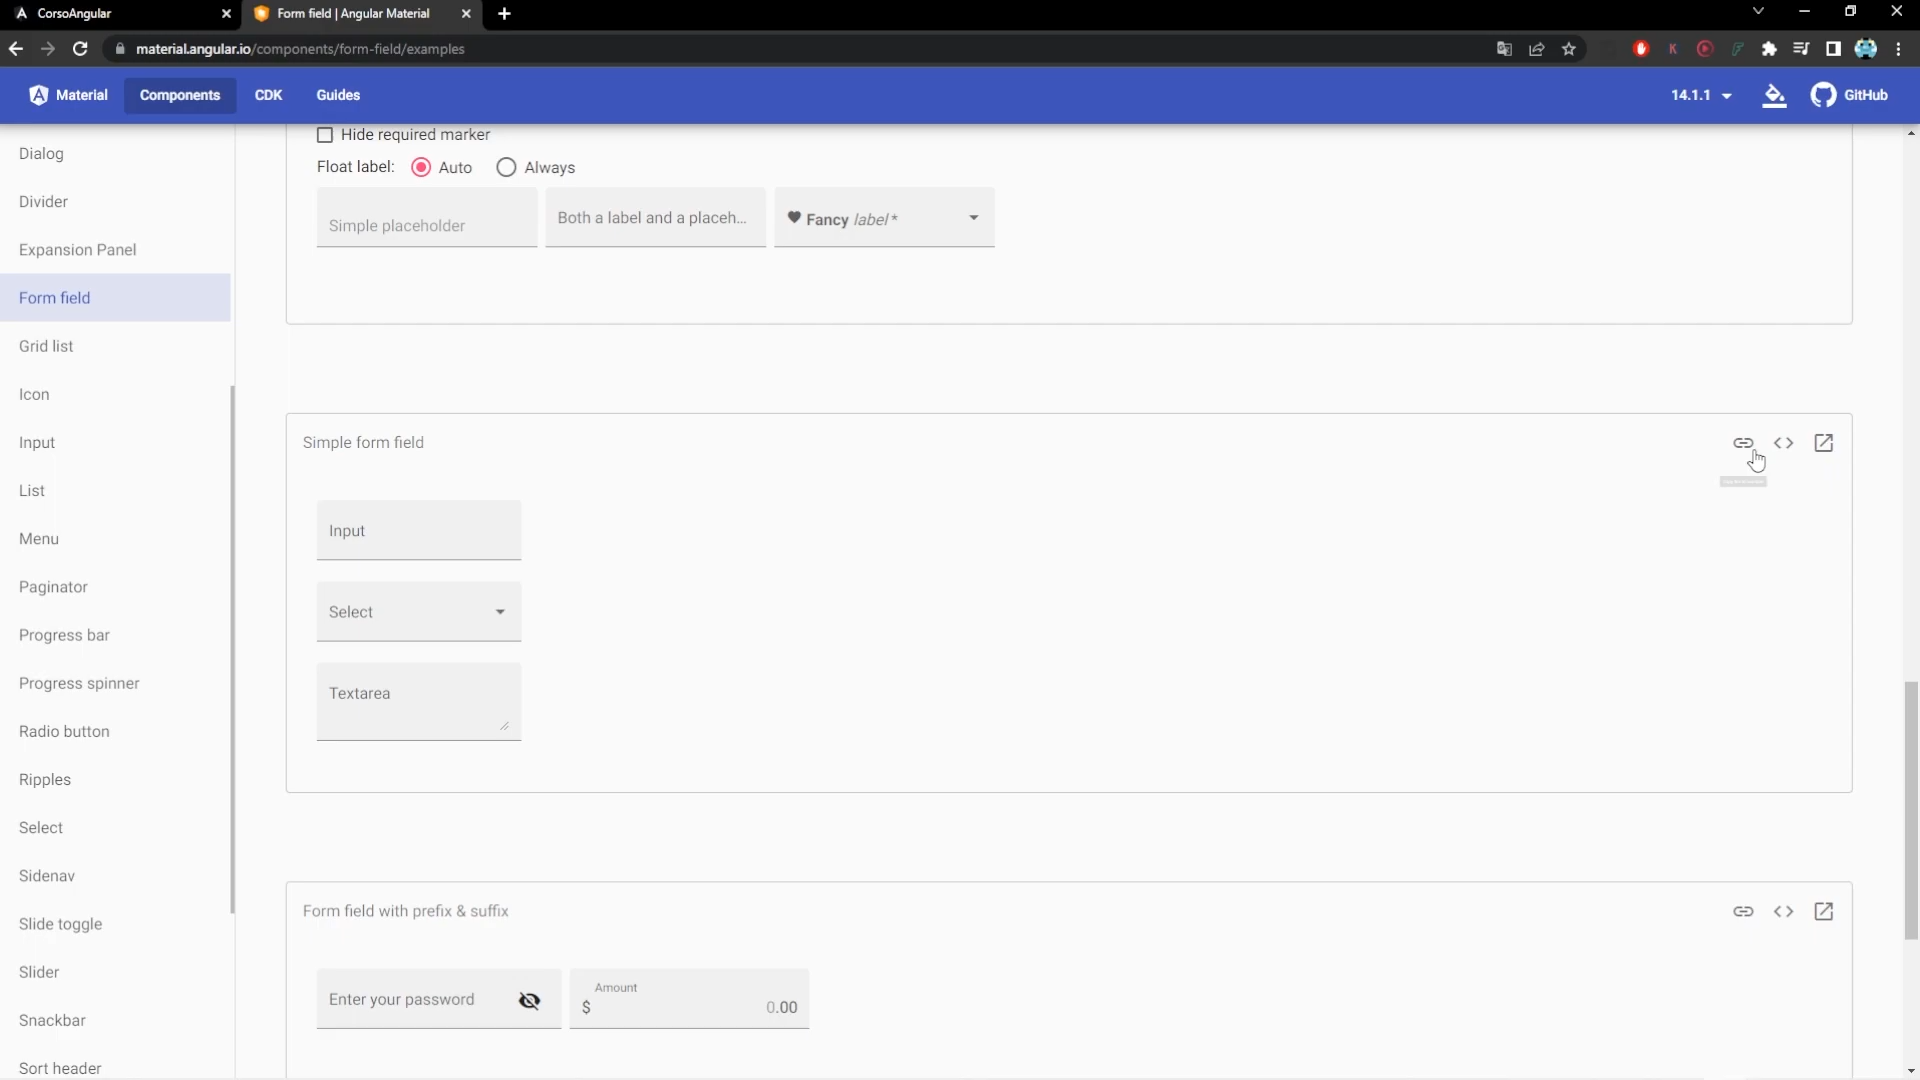 CorsoAngular
Form field | Angular Material
material.angular.io/components/form-field/examples
Material
Components
CDK
Guides
14.1.1
GitHub
Dialog
Divider
Expansion Panel
Form field
Grid list
Icon
Input
List
Menu
Paginator
Progress bar
Progress spinner
Radio button
Ripples
Select
Sidenav
Slide toggle
Slider
Snackbar
Sort header
Hide required marker
Float label: Auto Always
Simple placeholder
Both a label and a placeh...
Fancy label *
Simple form field
Input
Select
Textarea
Form field with prefix & suffix
Enter your password
Amount
$ 0.00